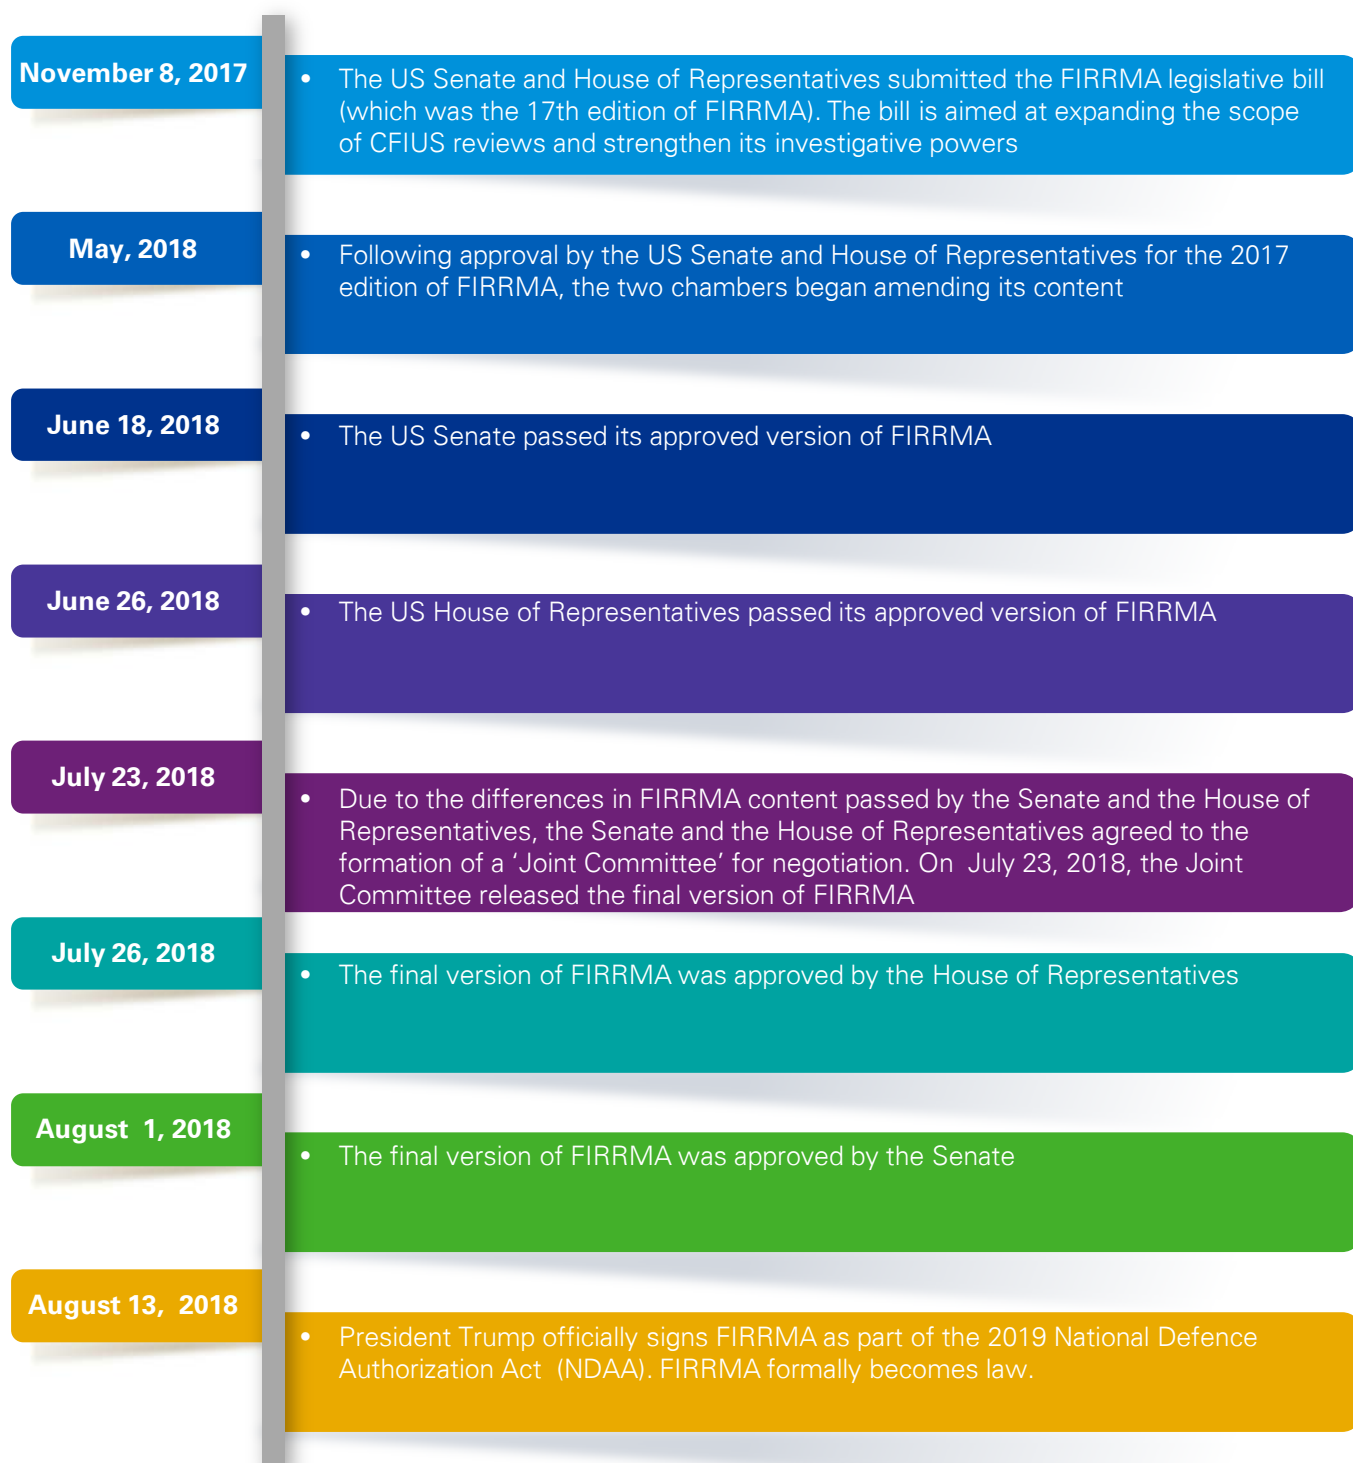 November 8, 2017
• The US Senate and House of Representatives submitted the FIRRMA legislative bill
(which was the 17th edition of FIRRMA). The bill is aimed at expanding the scope
of CFIUS reviews and strengthen its investigative powers
May, 2018
• Following approval by the US Senate and House of Representatives for the 2017
edition of FIRRMA, the two chambers began amending its content
June 18, 2018
• The US Senate passed its approved version of FIRRMA
June 26, 2018
• The US House of Representatives passed its approved version of FIRRMA
July 23, 2018
• Due to the differences in FIRRMA content passed by the Senate and the House of
Representatives, the Senate and the House of Representatives agreed to the
formation of a ‘Joint Committee’ for negotiation. On July 23, 2018, the Joint
Committee released the final version of FIRRMA
July 26, 2018
• The final version of FIRRMA was approved by the House of Representatives
August 1, 2018
• The final version of FIRRMA was approved by the Senate
August 13, 2018
• President Trump officially signs FIRRMA as part of the 2019 National Defence
Authorization Act (NDAA). FIRRMA formally becomes law.